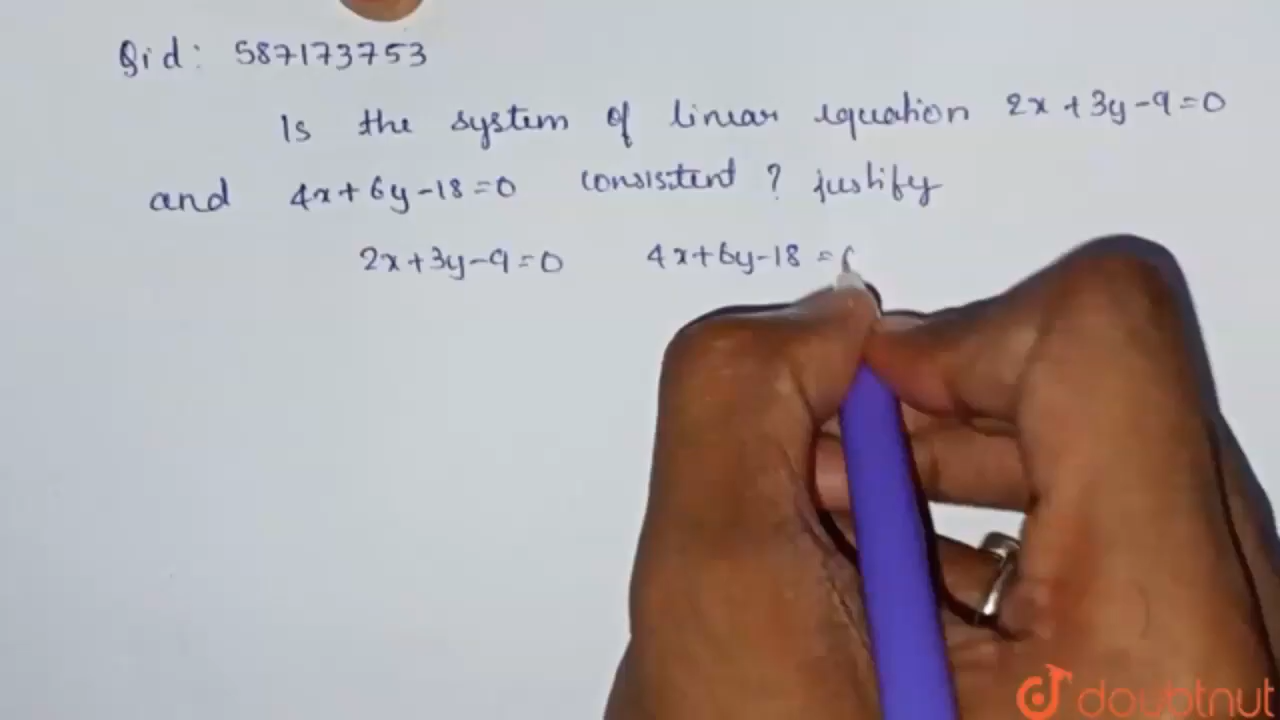 Qid: 587173753
Is the system of linear equation 2x+3y-9=0
and 4x+6y-18=0 consistent ? justify
2x+3y-9=0 4x+6y-18=0
doubtnut